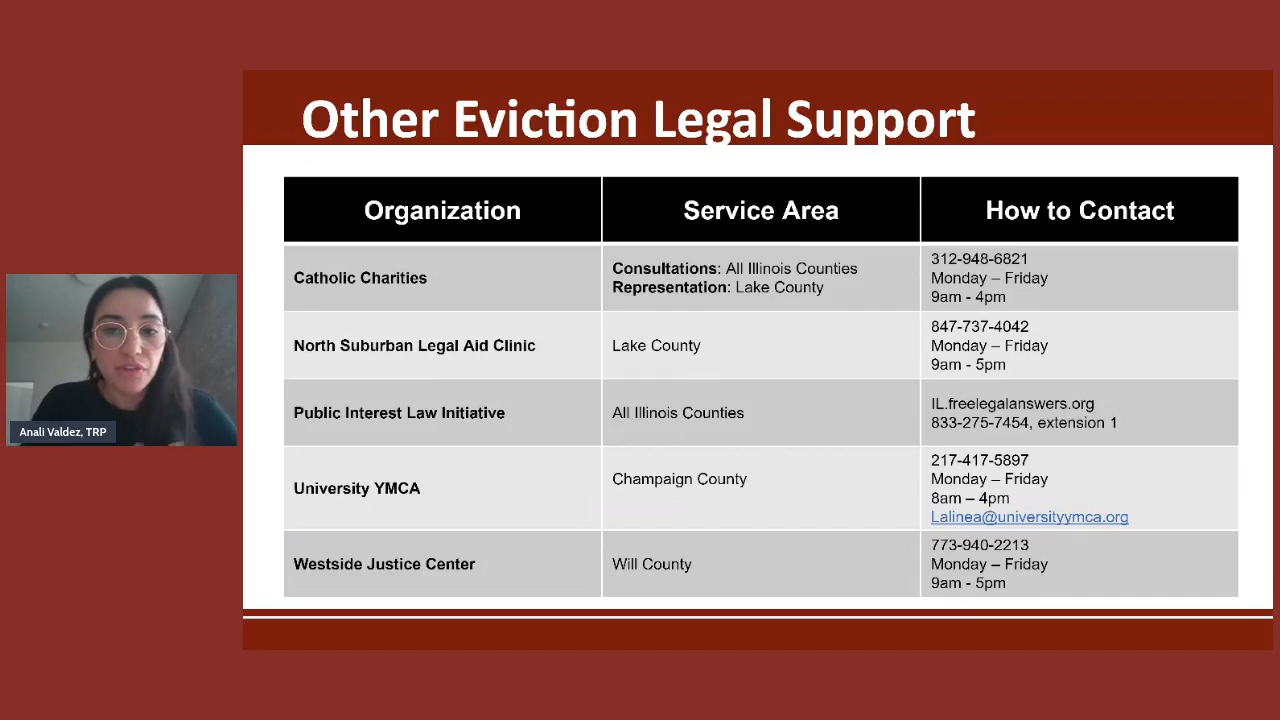 Other Eviction Legal Support
Organization
Service Area
How to Contact
Catholic Charities
Consultations: All Illinois Counties
Representation: Lake County
312-948-6821
Monday – Friday
9am - 4pm
North Suburban Legal Aid Clinic
Lake County
847-737-4042
Monday – Friday
9am - 5pm
Public Interest Law Initiative
All Illinois Counties
IL.freelegalanswers.org
833-275-7454, extension 1
University YMCA
Champaign County
217-417-5897
Monday – Friday
8am – 4pm
Lalinea@universityymca.org
Westside Justice Center
Will County
773-940-2213
Monday – Friday
9am - 5pm
Anali Valdez, TRP